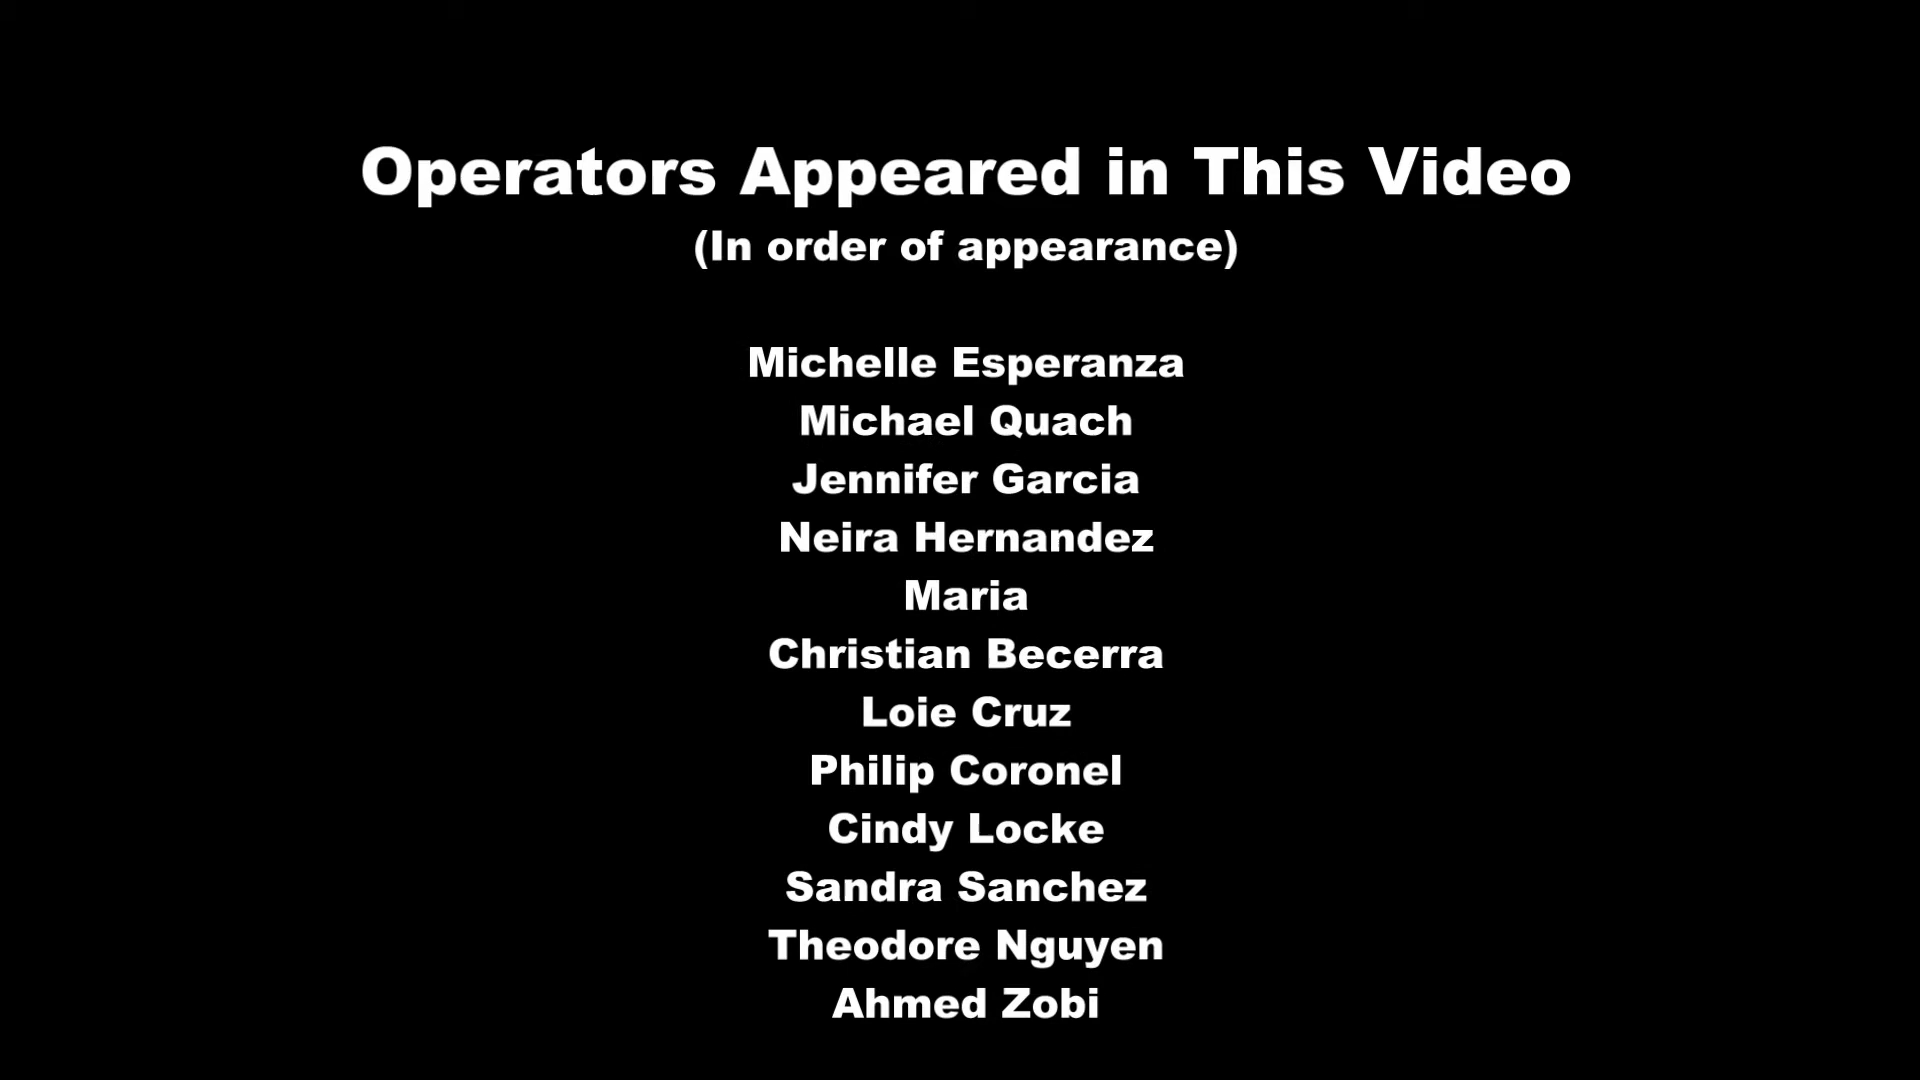 Operators Appeared in This Video
(In order of appearance)
Michelle Esperanza
Michael Quach
Jennifer Garcia
Neira Hernandez
Maria
Christian Becerra
Loie Cruz
Philip Coronel
Cindy Locke
Sandra Sanchez
Theodore Nguyen
Ahmed Zobi